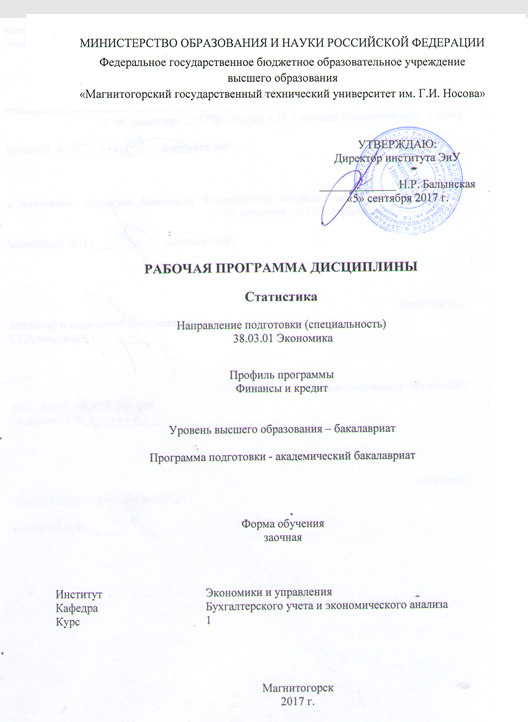 МИНИСТЕРСТВО ОБРАЗОВАНИЯ И НАУКИ РОССИЙСКОЙ ФЕДЕРАЦИИ
Федеральное государственное бюджетное образовательное учреждение
высшего образования
«Магнитогорский государственный технический университет им. Г.И. Носова»
УТВЕРЖДАЮ:
Директор института ЭиУ
Н.Р. Балынская
«5» сентября 2017 г.
РАБОЧАЯ ПРОГРАММА ДИСЦИПЛИНЫ
Статистика
Направление подготовки (специальность)
38.03.01 Экономика
Профиль программы
Финансы и кредит
Уровень высшего образования – бакалавриат
Программа подготовки - академический бакалавриат
Форма обучения
заочная
Институт Экономики и управления
Кафедра Бухгалтерского учета и экономического анализа
Курс 1
Магнитогорск
2017 г.